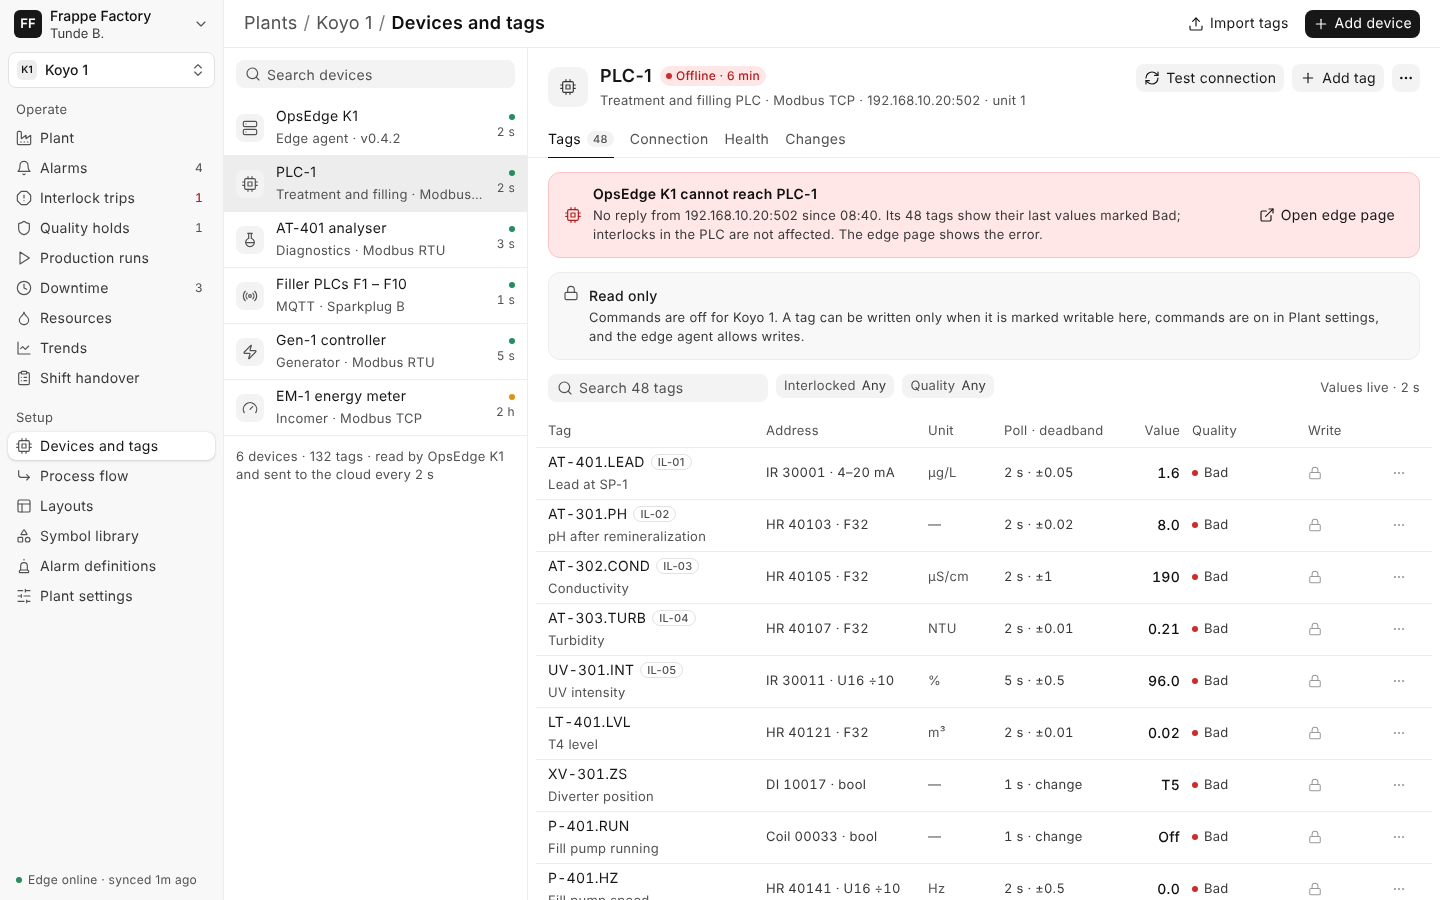 FF
Frappe Factory
Tunde B.
K1 Koyo 1
Operate
Plant
Alarms 4
Interlock trips 1
Quality holds 1
Production runs
Downtime 3
Resources
Trends
Shift handover
Setup
Devices and tags
Process flow
Layouts
Symbol library
Alarm definitions
Plant settings
Edge online · synced 1m ago
Plants / Koyo 1 / Devices and tags
Import tags
Add device
Search devices
OpsEdge K1
Edge agent · v0.4.2 2 s
PLC-1
Treatment and filling · Modbus... 2 s
AT-401 analyser
Diagnostics · Modbus RTU 3 s
Filler PLCs F1 – F10
MQTT · Sparkplug B 1 s
Gen-1 controller
Generator · Modbus RTU 5 s
EM-1 energy meter
Incomer · Modbus TCP 2 h
6 devices · 132 tags · read by OpsEdge K1
and sent to the cloud every 2 s
PLC-1 Offline · 6 min
Treatment and filling PLC · Modbus TCP · 192.168.10.20:502 · unit 1
Test connection
Add tag
Tags 48 Connection Health Changes
OpsEdge K1 cannot reach PLC-1
No reply from 192.168.10.20:502 since 08:40. Its 48 tags show their last values marked Bad;
interlocks in the PLC are not affected. The edge page shows the error.
Open edge page
Read only
Commands are off for Koyo 1. A tag can be written only when it is marked writable here, commands are on in Plant settings,
and the edge agent allows writes.
Search 48 tags Interlocked Any Quality Any Values live · 2 s
Tag Address Unit Poll · deadband Value Quality Write
AT-401.LEAD IL-01
Lead at SP-1
IR 30001 · 4–20 mA µg/L 2 s · ±0.05 1.6 Bad
AT-301.PH IL-02
pH after remineralization
HR 40103 · F32 — 2 s · ±0.02 8.0 Bad
AT-302.COND IL-03
Conductivity
HR 40105 · F32 µS/cm 2 s · ±1 190 Bad
AT-303.TURB IL-04
Turbidity
HR 40107 · F32 NTU 2 s · ±0.01 0.21 Bad
UV-301.INT IL-05
UV intensity
IR 30011 · U16 ÷10 % 5 s · ±0.5 96.0 Bad
LT-401.LVL
T4 level
HR 40121 · F32 m³ 2 s · ±0.01 0.02 Bad
XV-301.ZS
Diverter position
DI 10017 · bool — 1 s · change T5 Bad
P-401.RUN
Fill pump running
Coil 00033 · bool — 1 s · change Off Bad
P-401.HZ
Fill pump speed
HR 40141 · U16 ÷10 Hz 2 s · ±0.5 0.0 Bad